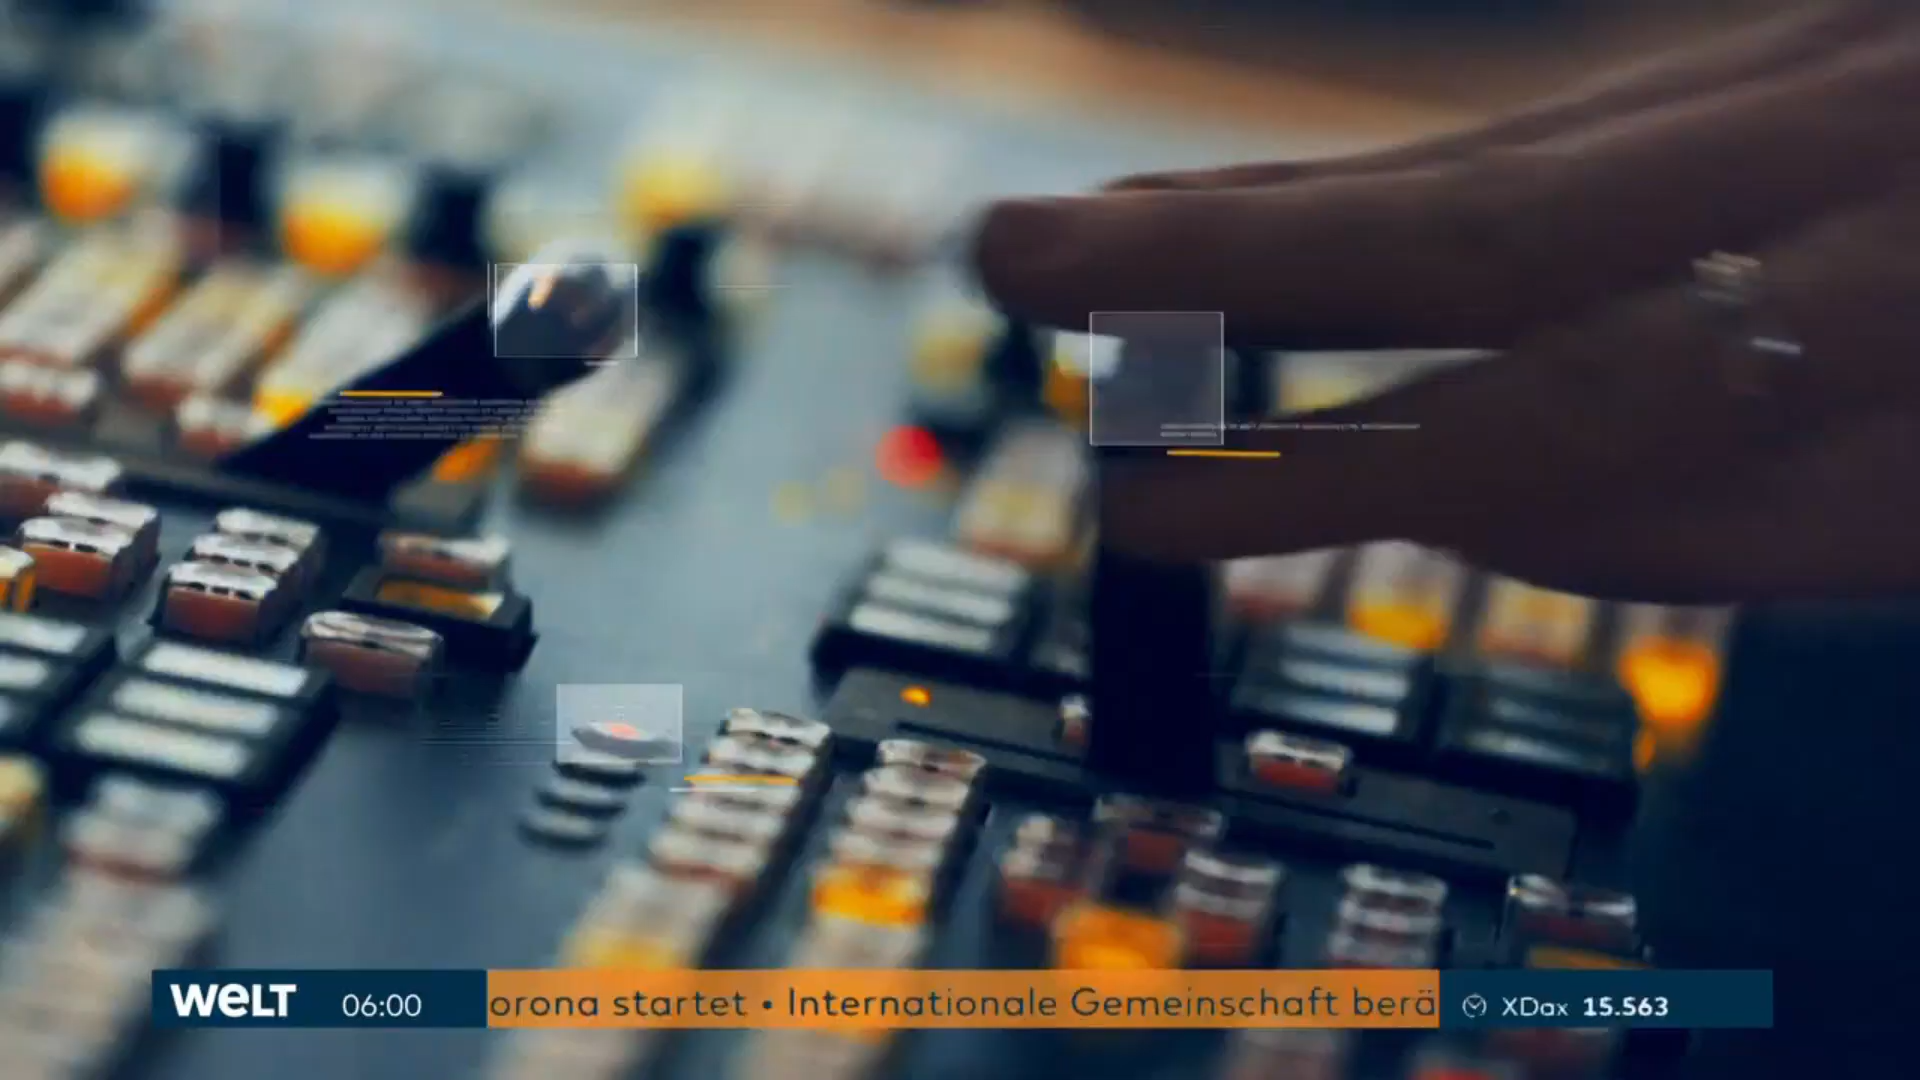 WELT 06:00 orona startet • Internationale Gemeinschaft berä XDax 15.563